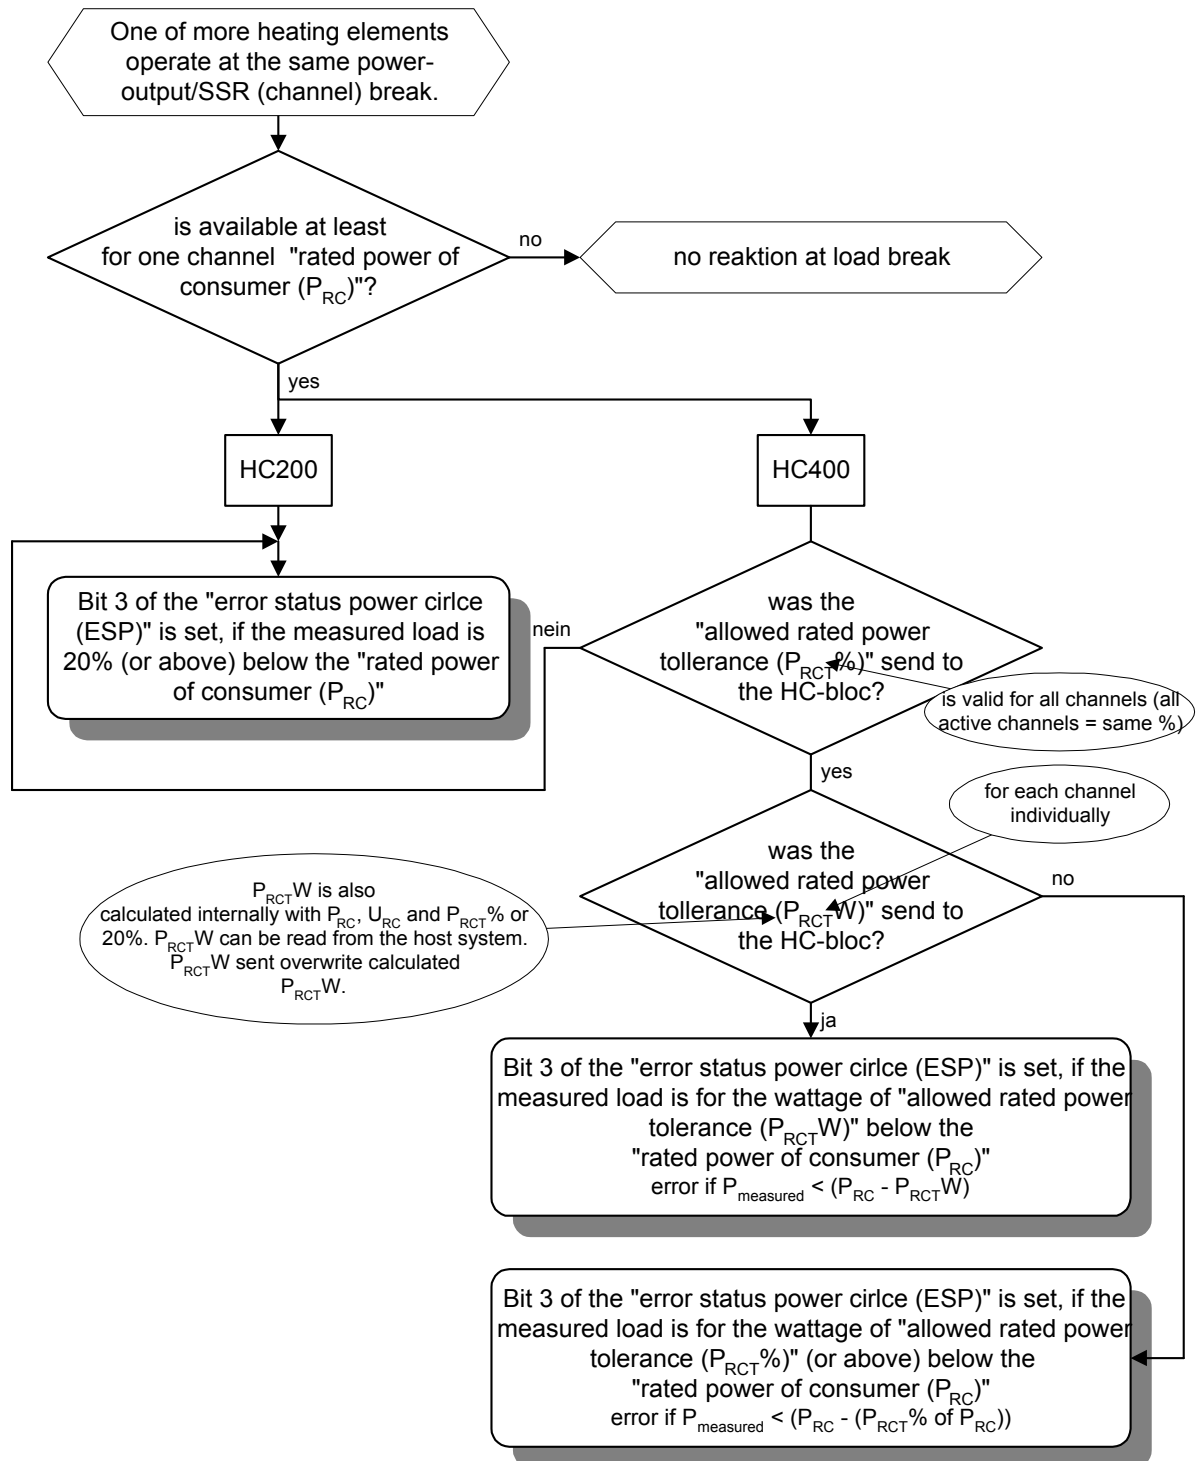 One of more heating elements
operate at the same power-
output/SSR (channel) break.
is available at least
for one channel "rated power of
consumer (PRC)"?
no
no reaktion at load break
yes
HC200
HC400
Bit 3 of the "error status power cirlce
(ESP)" is set, if the measured load is
20% (or above) below the "rated power
of consumer (PRC)"
nein
was the
"allowed rated power
tollerance (PRCT%)" send to
the HC-bloc?
is valid for all channels (all
active channels = same %)
yes
for each channel
individually
was the
"allowed rated power
tollerance (PRCTW)" send to
the HC-bloc?
no
PRCTW is also
calculated internally with PRC, URC and PRCT% or
20%. PRCTW can be read from the host system.
PRCTW sent overwrite calculated
PRCTW.
ja
Bit 3 of the "error status power cirlce (ESP)" is set, if the
measured load is for the wattage of "allowed rated power
tolerance (PRCTW)" below the
"rated power of consumer (PRC)"
error if Pmeasured < (PRC - PRCTW)
Bit 3 of the "error status power cirlce (ESP)" is set, if the
measured load is for the wattage of "allowed rated power
tolerance (PRCT%)" (or above) below the
"rated power of consumer (PRC)"
error if Pmeasured < (PRC - (PRCT% of PRC))